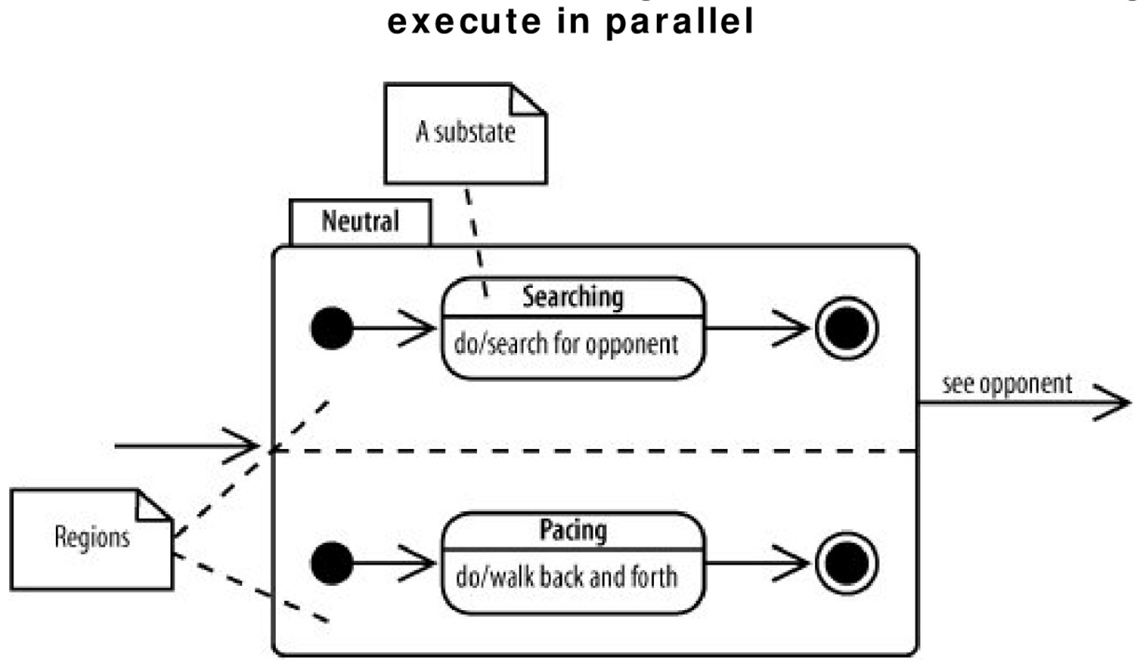 execute in parallel
A substate
Neutral
Searching
do/search for opponent
see opponent
Regions
Pacing
do/walk back and forth